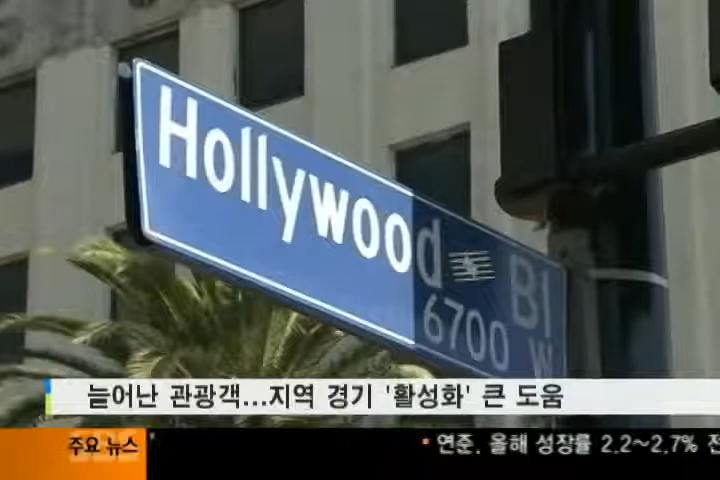 Hollywood Bl
6700 W
늘어난 관광객...지역 경기 '활성화' 큰 도움
주요 뉴스
연준, 올해 성장률 2.2~2.7% 전